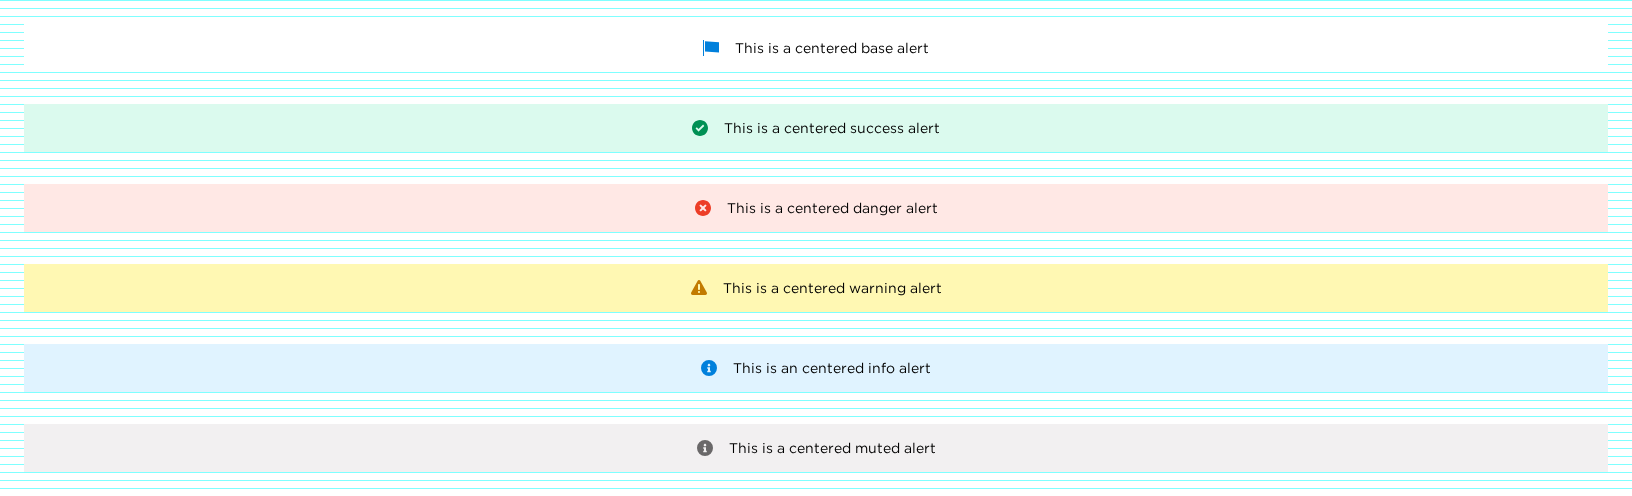 This is a centered base alert
This is a centered success alert
This is a centered danger alert
This is a centered warning alert
This is an centered info alert
This is a centered muted alert